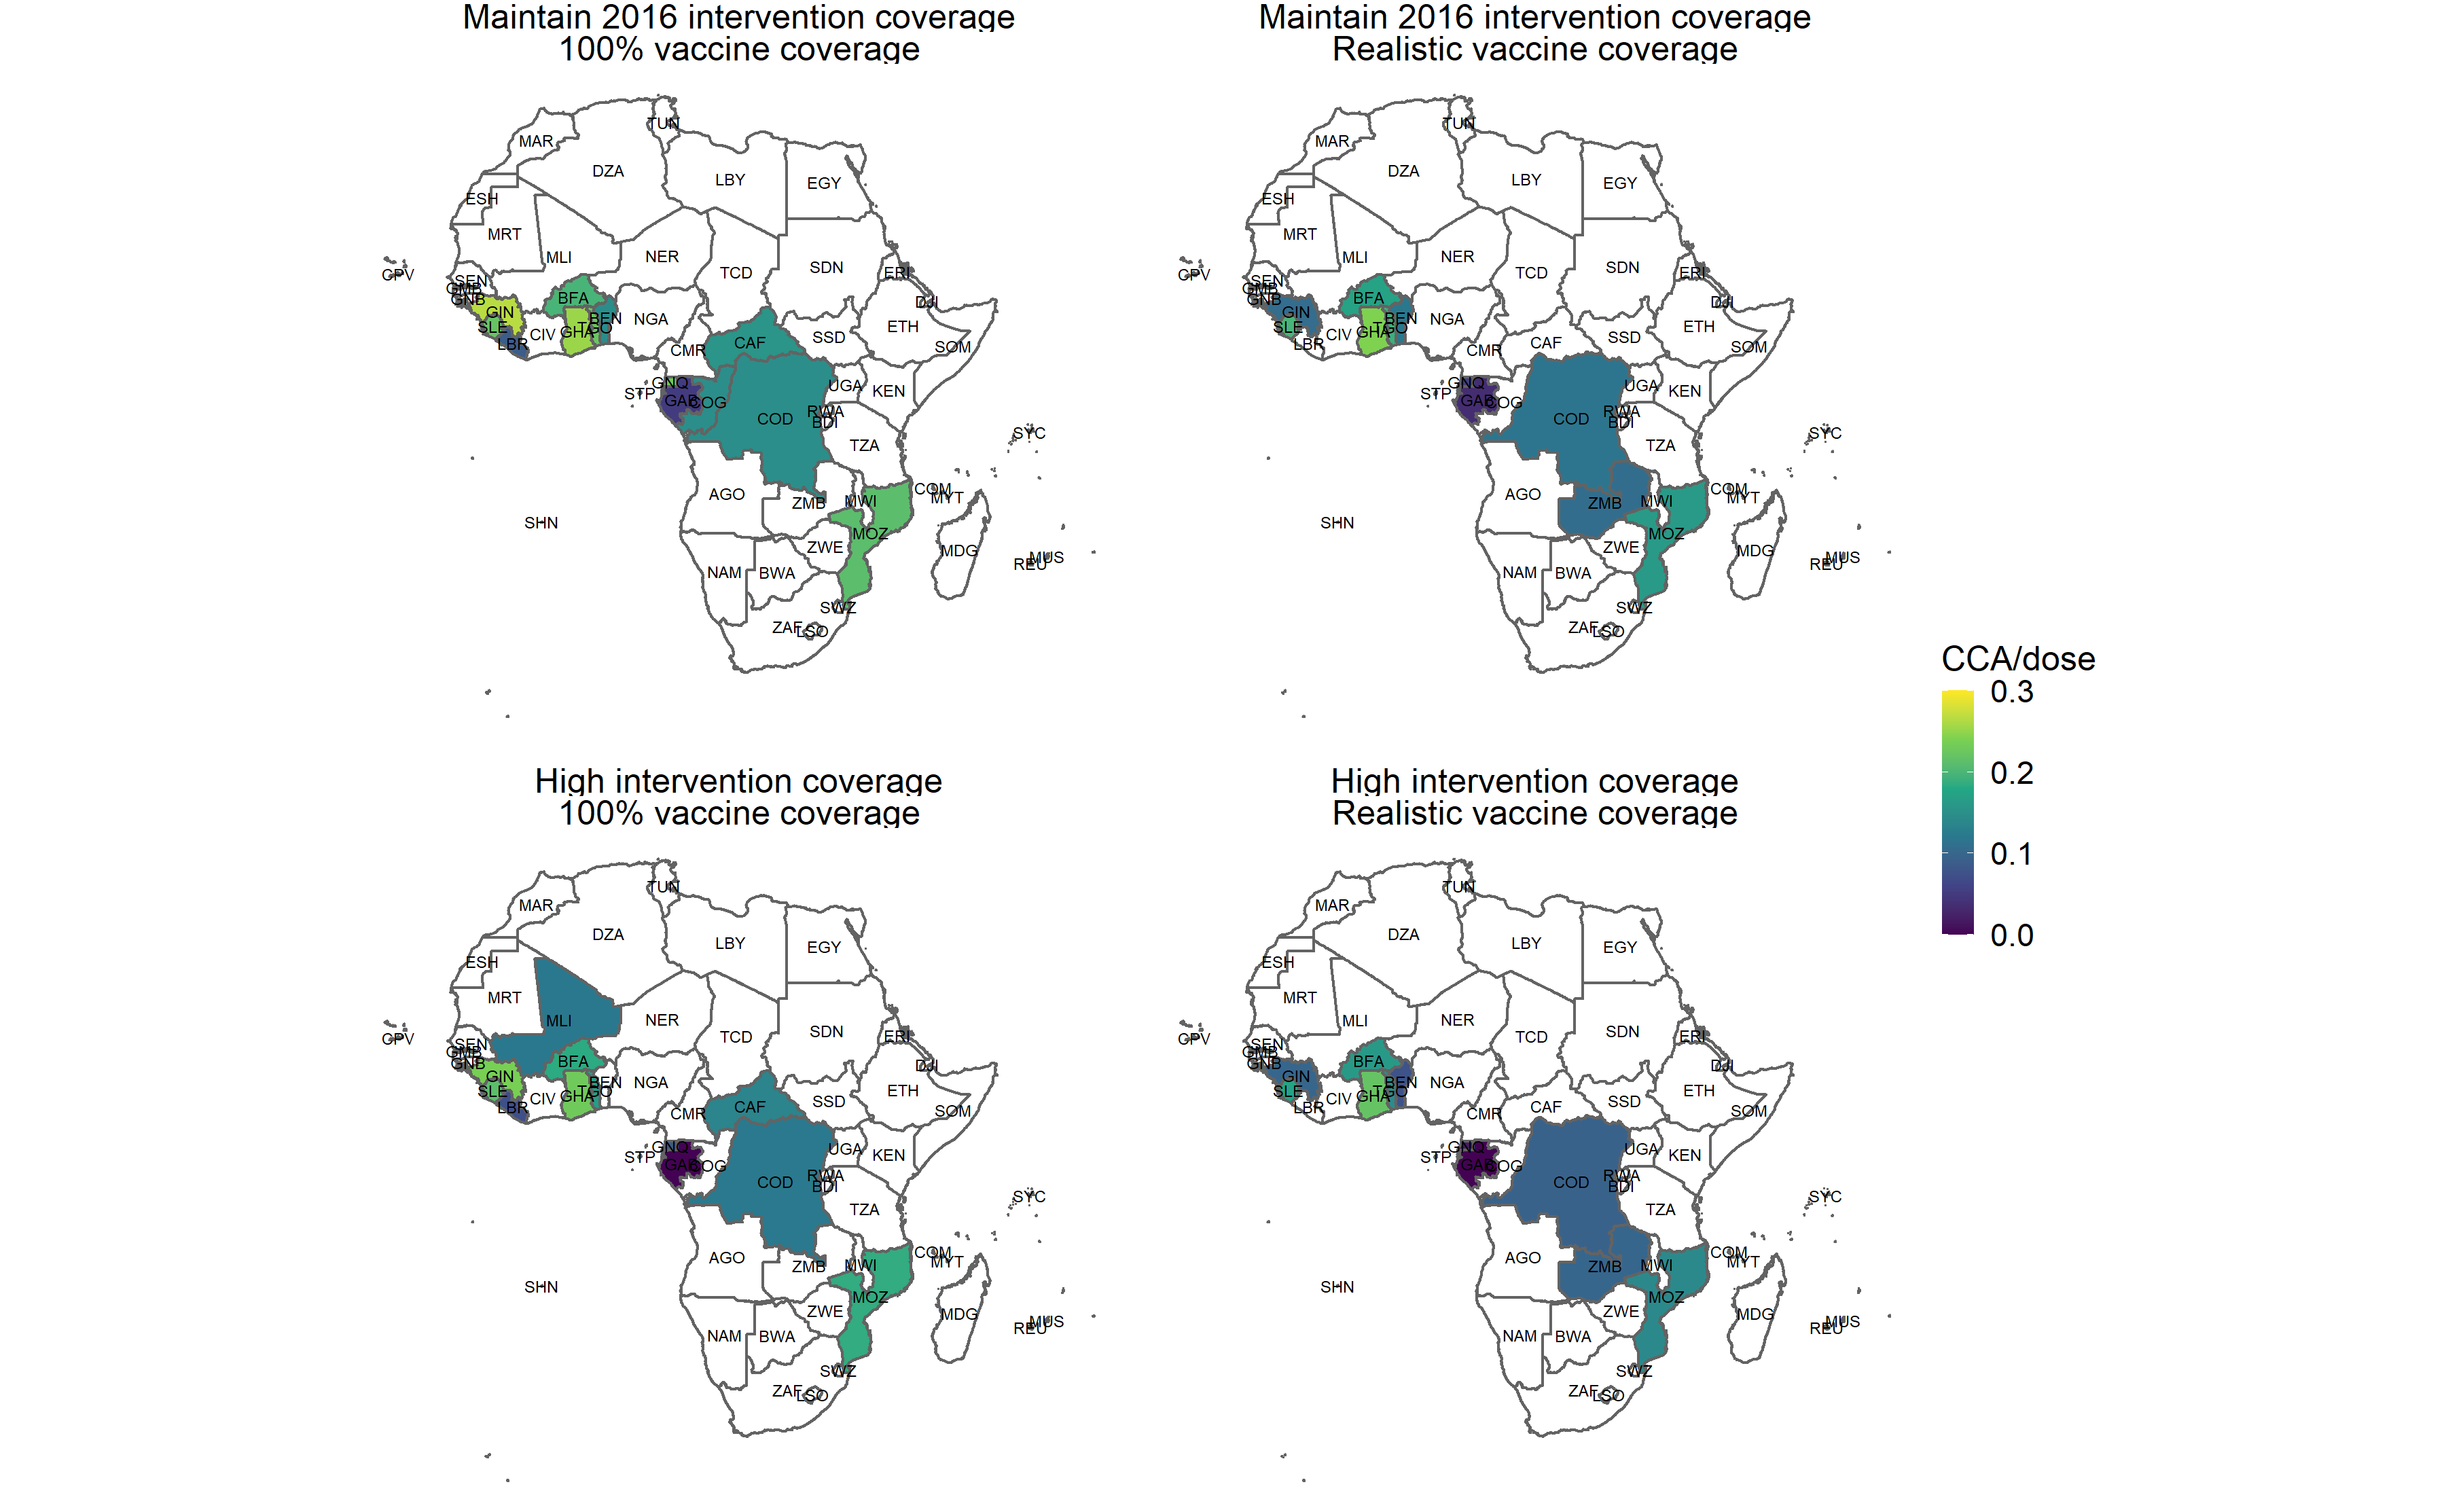 Maintain 2016 intervention coverage
100% vaccine coverage
TUN
MAR
DZA
LBY
EGY
ESH
MRT
MLI
NER
TCD
SDN
ERI
CPV
SEN
GMB
GNB
GIN
SLE
LBR
CIV
BFA
GHA
TGO
BEN
NGA
DJI
ETH
SOM
SSD
CAF
CMR
GNQ
STP
GAB
COG
COD
UGA
KEN
RWA
BDI
TZA
SYC
AGO
ZMB
MWI
COM
MYT
SHN
MOZ
ZWE
MDG
MUS
REU
NAM
BWA
SWZ
ZAF
LSO
Maintain 2016 intervention coverage
Realistic vaccine coverage
TUN
MAR
DZA
LBY
EGY
ESH
MRT
MLI
NER
TCD
SDN
ERI
CPV
SEN
GMB
GNB
GIN
SLE
LBR
CIV
BFA
GHA
TGO
BEN
NGA
DJI
ETH
SOM
SSD
CAF
CMR
GNQ
STP
GAB
COG
COD
UGA
KEN
RWA
BDI
TZA
SYC
AGO
ZMB
MWI
COM
MYT
SHN
MOZ
ZWE
MDG
MUS
REU
NAM
BWA
SWZ
ZAF
LSO
CCA/dose
0.3
0.2
0.1
0.0
High intervention coverage
100% vaccine coverage
TUN
MAR
DZA
LBY
EGY
ESH
MRT
MLI
NER
TCD
SDN
ERI
CPV
SEN
GMB
GNB
GIN
SLE
LBR
CIV
BFA
GHA
TGO
BEN
NGA
DJI
ETH
SOM
SSD
CAF
CMR
GNQ
STP
GAB
COG
COD
UGA
KEN
RWA
BDI
TZA
SYC
AGO
ZMB
MWI
COM
MYT
SHN
MOZ
ZWE
MDG
MUS
REU
NAM
BWA
SWZ
ZAF
LSO
High intervention coverage
Realistic vaccine coverage
TUN
MAR
DZA
LBY
EGY
ESH
MRT
MLI
NER
TCD
SDN
ERI
CPV
SEN
GMB
GNB
GIN
SLE
LBR
CIV
BFA
GHA
TGO
BEN
NGA
DJI
ETH
SOM
SSD
CAF
CMR
GNQ
STP
GAB
COG
COD
UGA
KEN
RWA
BDI
TZA
SYC
AGO
ZMB
MWI
COM
MYT
SHN
MOZ
ZWE
MDG
MUS
REU
NAM
BWA
SWZ
ZAF
LSO